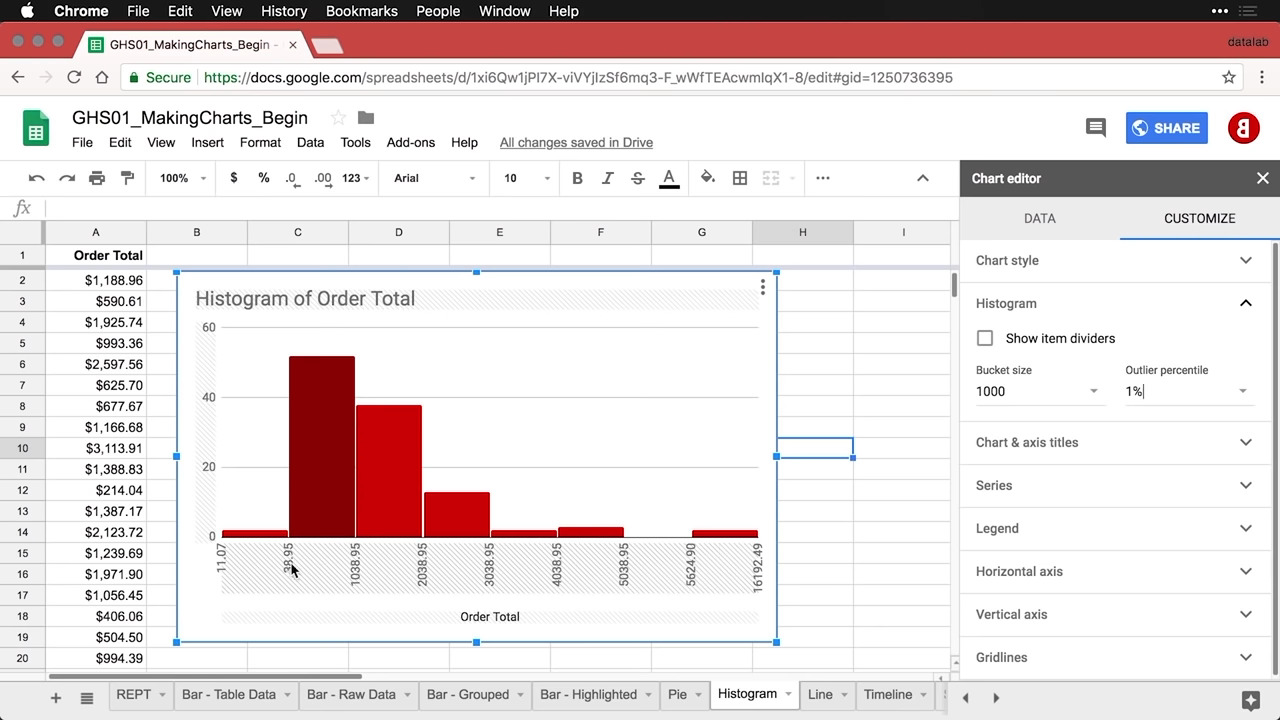 Chrome File Edit View History Bookmarks People Window Help
GHS01_MakingCharts_Begin - ×
datalab
Secure https://docs.google.com/spreadsheets/d/1xi6Qw1jPI7X-viVYjIzSf6mq3-F_wWfTEAcwmIqX1-8/edit#gid=1250736395
GHS01_MakingCharts_Begin
File Edit View Insert Format Data Tools Add-ons Help All changes saved in Drive
SHARE
100% $ % .0 .00 123 Arial 10 B I S A
Chart editor
fx
DATA CUSTOMIZE
A B C D E F G H I
1 Order Total
2 $1,188.96
3 $590.61
4 $1,925.74
5 $993.36
6 $2,597.56
7 $625.70
8 $677.67
9 $1,166.68
10 $3,113.91
11 $1,388.83
12 $214.04
13 $1,387.17
14 $2,123.72
15 $1,239.69
16 $1,971.90
17 $1,056.45
18 $406.06
19 $504.50
20 $994.39
Histogram of Order Total
60
40
20
0
11.07 38.95 1038.95 2038.95 3038.95 4038.95 5038.95 5624.90 16192.49
Order Total
Chart style
Histogram
Show item dividers
Bucket size Outlier percentile
1000 1%
Chart & axis titles
Series
Legend
Horizontal axis
Vertical axis
Gridlines
REPT Bar - Table Data Bar - Raw Data Bar - Grouped Bar - Highlighted Pie Histogram Line Timeline